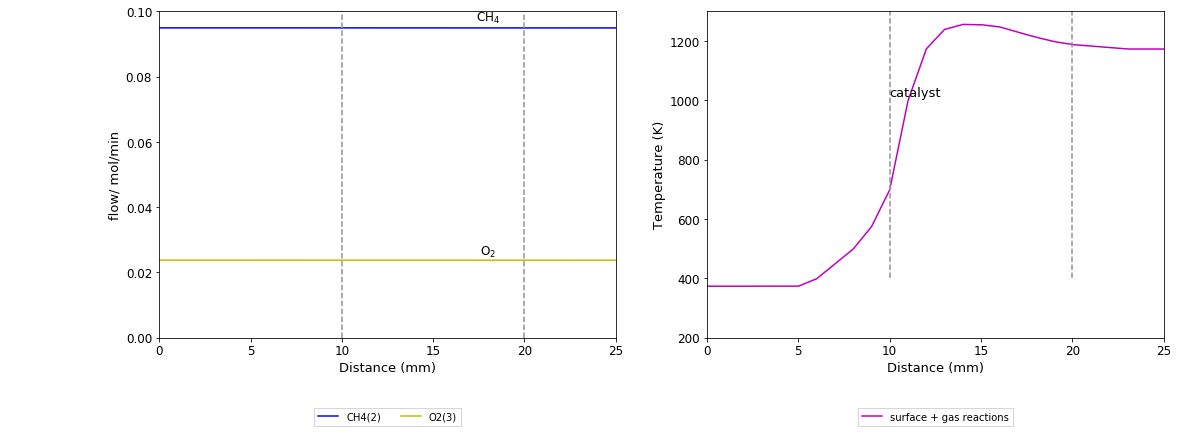 0.10
0.08
0.06
0.04
0.02
0.00
flow/ mol/min
CH₄
O₂
0 5 10 15 20 25
Distance (mm)
CH4(2) O2(3)
1200
1000
800
600
400
200
Temperature (K)
catalyst
0 5 10 15 20 25
Distance (mm)
surface + gas reactions